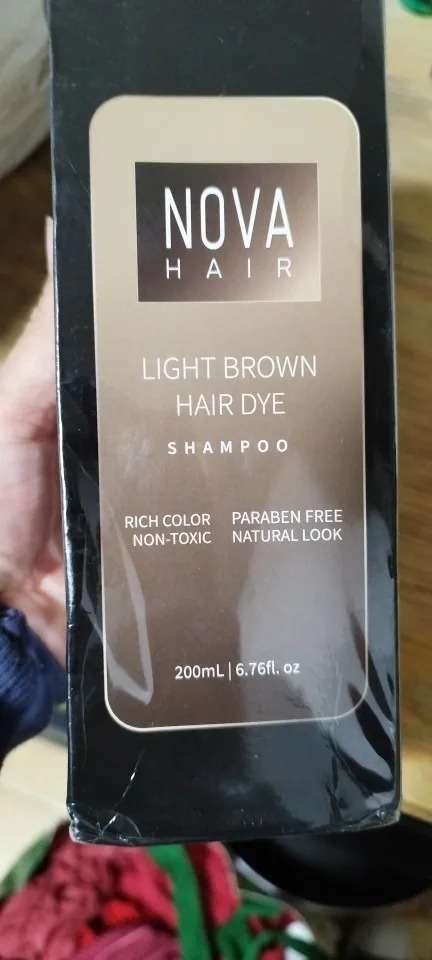 NOVA
HAIR
LIGHT BROWN
HAIR DYE
SHAMPOO
RICH COLOR PARABEN FREE
NON-TOXIC NATURAL LOOK
200mL | 6.76fl. oz